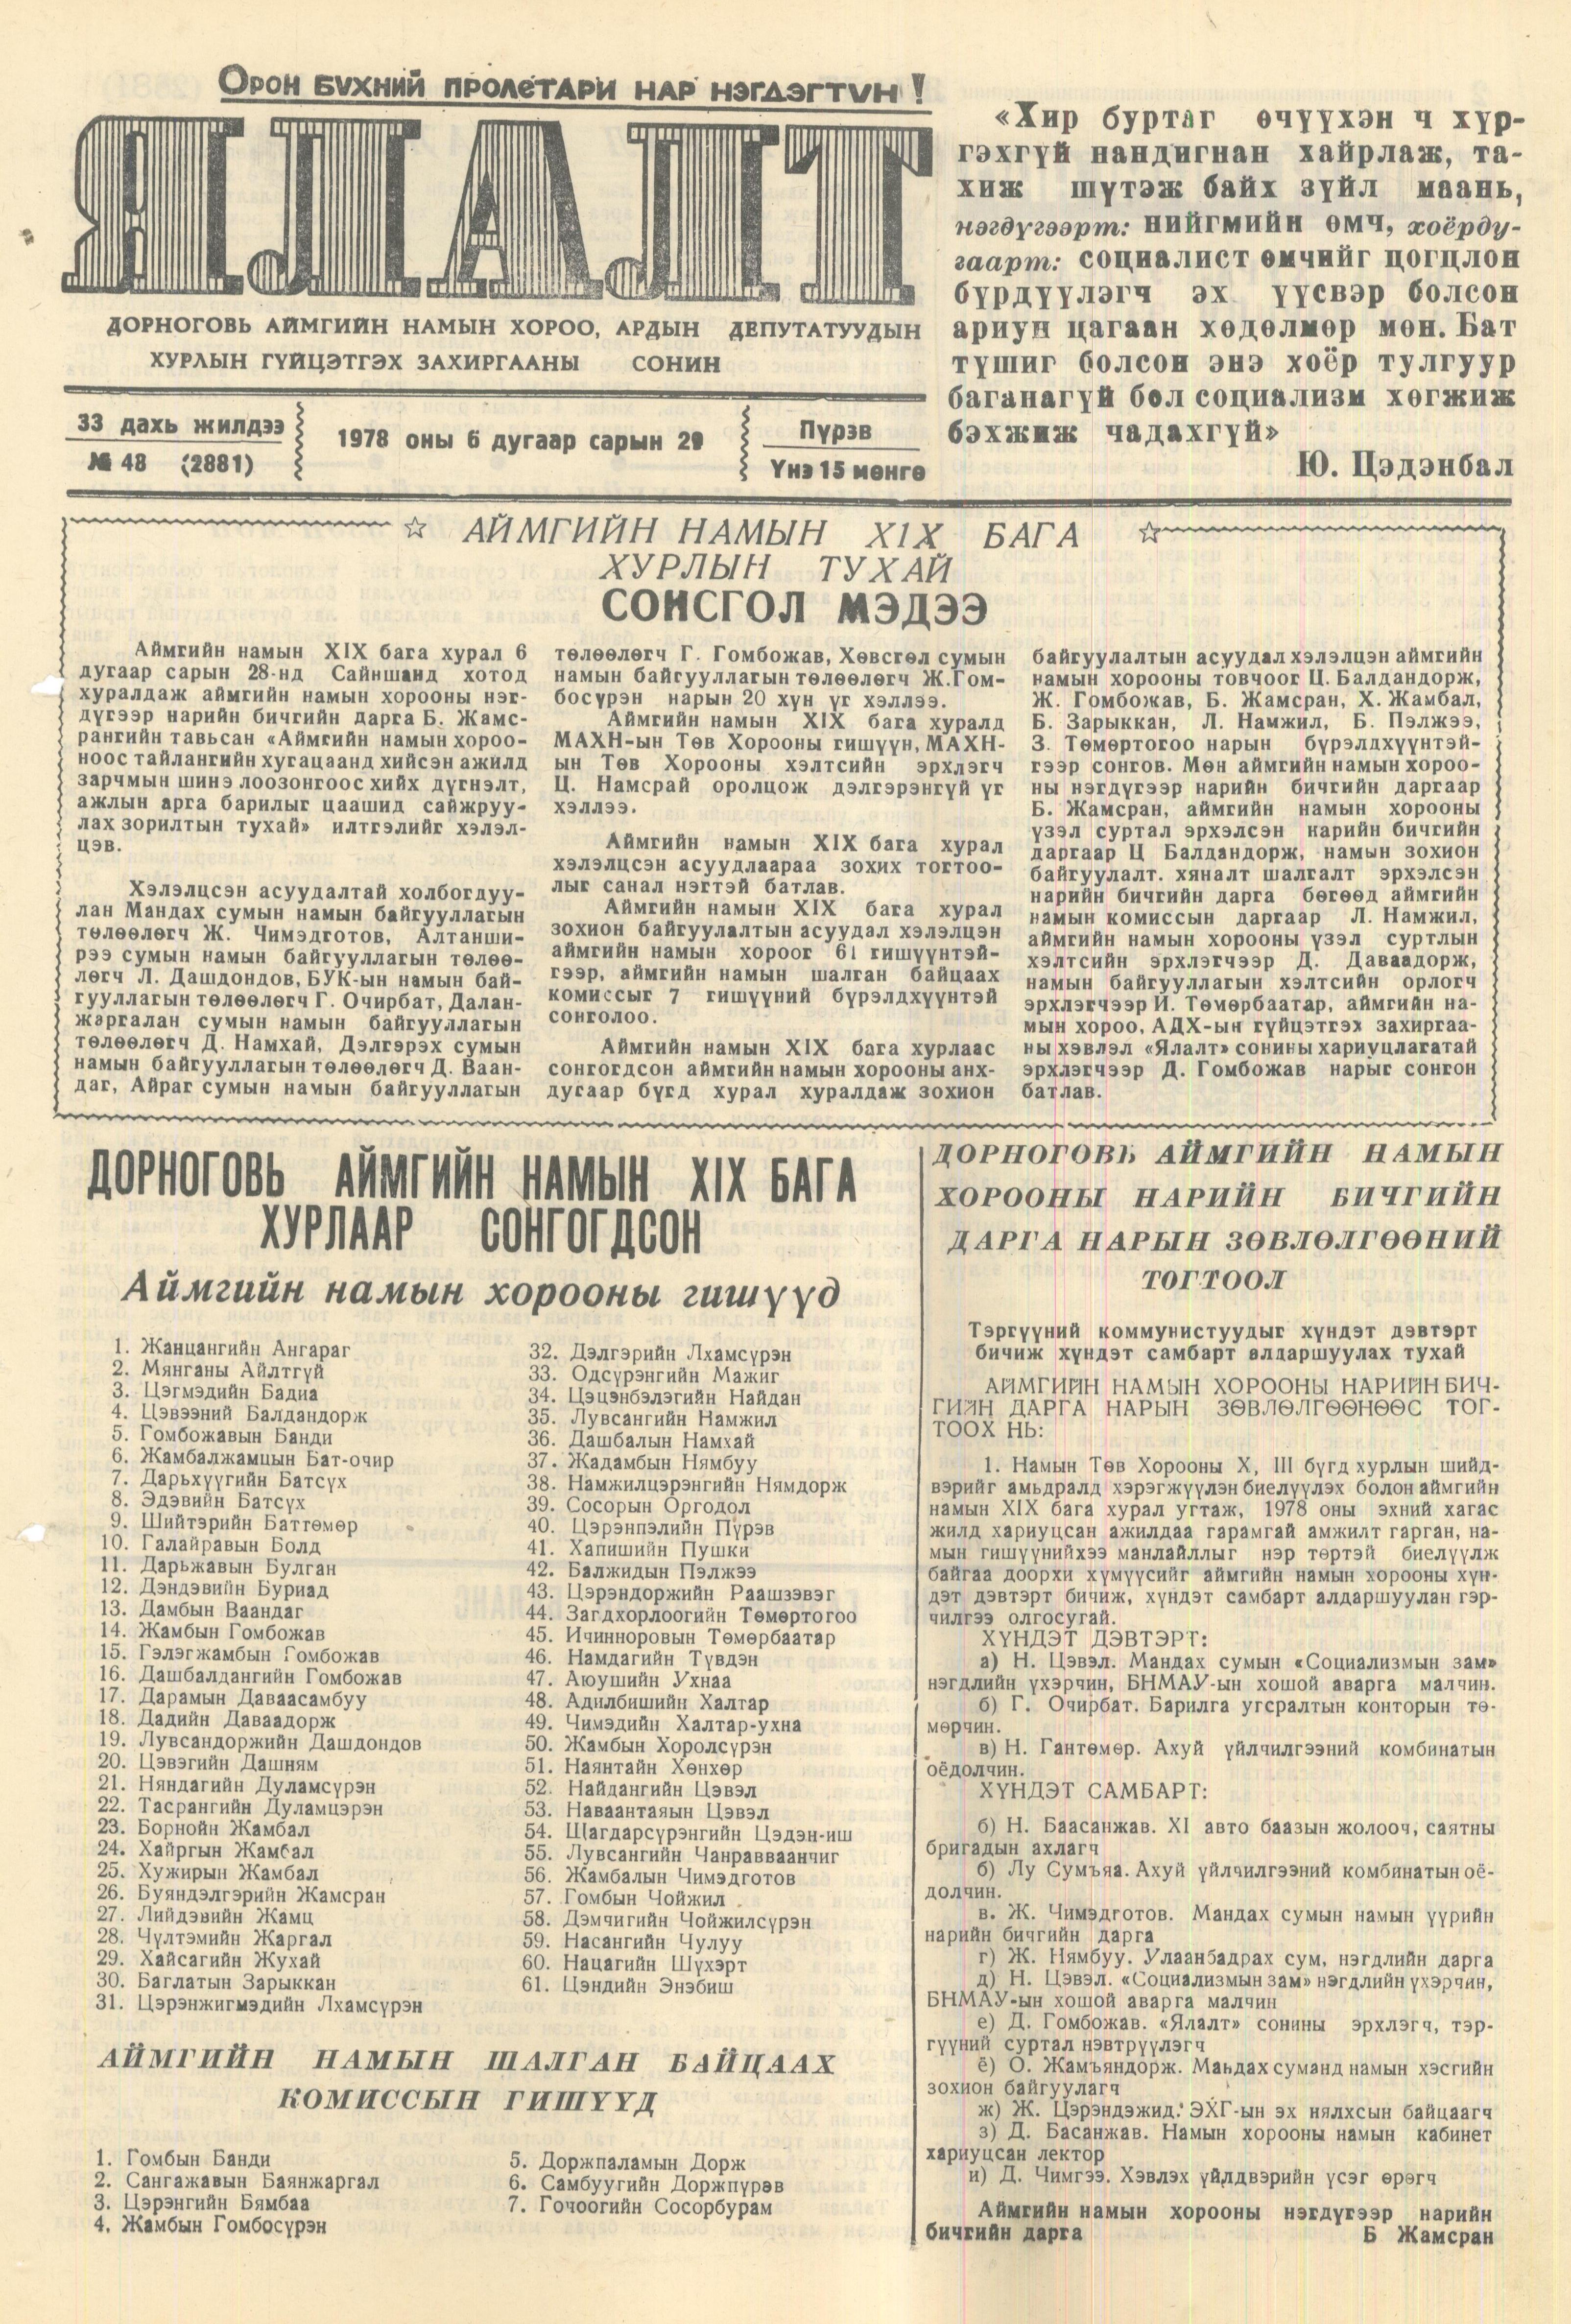 Орон бүхний пролетари нар нэгдэгтүн!
ЯЛАЛТ
ДОРНОГОВЬ АЙМГИЙН НАМЫН ХОРОО, АРДЫН ДЕПУТАТУУДЫН
ХУРЛЫН ГҮЙЦЭТГЭХ ЗАХИРГААНЫ СОНИН
33 дахь жилдээ
№ 48 (2881)
1978 оны 6 дугаар сарын 29
Пүрэв
Үнэ 15 мөнгө
«Хир буртаг өчүүхэн ч хүр-
гэхгүй нандигнан хайрлаж, та-
хиж шүтэж байх зүйл маань,
нэгдүгээрт: нийгмийн өмч, хоёрду-
гаарт: социалист өмчийг цогцлон
бүрдүүлэгч эх үүсвэр болсон
ариун цагаан хөдөлмөр мөн. Бат
түшиг болсон энэ хоёр тулгуур
баганагүй бол социализм хөгжиж
бэхжиж чадахгүй»
Ю. Цэдэнбал
☆ АЙМГИЙН НАМЫН Х1Х БАГА ☆
ХУРЛЫН ТУХАЙ
СОНСГОЛ МЭДЭЭ
Аймгийн намын XIX бага хурал 6
дугаар сарын 28-нд Сайншанд хотод
хуралдаж аймгийн намын хорооны нэг-
дүгээр нарийн бичгийн дарга Б. Жамс-
рангийн тавьсан «Аймгийн намын хороо-
ноос тайлангийн хугацаанд хийсэн ажилд
зарчмын шинэ лоозонгоос хийх дүгнэлт,
ажлын арга барилыг цаашид сайжруу-
лах зорилтын тухай» илтгэлийг хэлэл-
цэв.
Хэлэлцсэн асуудалтай холбогдуу-
лан Мандах сумын намын байгууллагын
төлөөлөгч Ж. Чимэдготов, Алтанши-
рээ сумын намын байгууллагын төлөө-
лөгч Л. Дашдондов, БУК-ын намын бай-
гууллагын төлөөлөгч Г. Очирбат, Далан-
жаргалан сумын намын байгууллагын
төлөөлөгч Д. Намхай, Дэлгэрэх сумын
намын байгууллагын төлөөлөгч Д. Ваан-
даг, Айраг сумын намын байгууллагын
төлөөлөгч Г. Гомбожав, Хөвсгөл сумын
намын байгууллагын төлөөлөгч Ж.Гом-
босүрэн нарын 20 хүн үг хэллээ.
Аймгийн намын XIX бага хуралд
МАХН-ын Төв Хорооны гишүүн, МАХН-
ын Төв Хорооны хэлтсийн эрхлэгч
Ц. Намсрай оролцож дэлгэрэнгүй үг
хэллээ.
Аймгийн намын XIX бага хурал
хэлэлцсэн асуудлаараа зохих тогтоо-
лыг санал нэгтэй батлав.
Аймгийн намын XIX бага хурал
зохион байгуулалтын асуудал хэлэлцэн
аймгийн намын хороог 61 гишүүнтэй-
гээр, аймгийн намын шалган байцаах
комиссыг 7 гишүүний бүрэлдхүүнтэй
сонголоо.
Аймгийн намын XIX бага хурлаас
сонгогдсон аймгийн намын хорооны анх-
дугаар бүгд хурал хуралдаж зохион
байгуулалтын асуудал хэлэлцэн аймгийн
намын хорооны товчоог Ц. Балдандорж,
Ж. Гомбожав, Б. Жамсран, Х. Жамбал,
Б. Зарыккан, Л. Намжил, Б. Пэлжээ,
З. Төмөртогоо нарын бүрэлдхүүнтэй-
гээр сонгов. Мөн аймгийн намын хороо-
ны нэгдүгээр нарийн бичгийн даргаар
Б. Жамсран, аймгийн намын хорооны
үзэл суртал эрхэлсэн нарийн бичгийн
даргаар Ц Балдандорж, намын зохион
байгуулалт. хяналт шалгалт эрхэлсэн
нарийн бичгийн дарга бөгөөд аймгийн
намын комиссын даргаар Л. Намжил,
аймгийн намын хорооны үзэл суртлын
хэлтсийн эрхлэгчээр Д. Даваадорж,
намын байгууллагын хэлтсийн орлогч
эрхлэгчээр И. Төмөрбаатар, аймгийн на-
мын хороо, АДХ-ын гүйцэтгэх захиргаа-
ны хэвлэл «Ялалт» сонины хариуцлагатай
эрхлэгчээр Д. Гомбожав нарыг сонгон
батлав.
ДОРНОГОВЬ АЙМГИЙН НАМЫН XIX БАГА
ХУРЛААР СОНГОГДСОН
Аймгийн намын хорооны гишүүд
1. Жанцангийн Ангараг
2. Мянганы Айлтгүй
3. Цэгмэдийн Бадиа
4. Цэвээний Балдандорж
5. Гомбожавын Банди
6. Жамбалжамцын Бат-очир
7. Дарьхүүгийн Батсүх
8. Эдэвийн Батсүх
9. Шийтэрийн Баттөмөр
10. Галайравын Болд
11. Дарьжавын Булган
12. Дэндэвийн Буриад
13. Дамбын Ваандаг
14. Жамбын Гомбожав
15. Гэлэгжамбын Гомбожав
16. Дашбалдангийн Гомбожав
17. Дарамын Даваасамбуу
18. Дадийн Даваадорж
19. Лувсандоржийн Дашдондов
20. Цэвэгийн Дашням
21. Няндагийн Дуламсүрэн
22. Тасрангийн Дуламцэрэн
23. Борнойн Жамбал
24. Хайргын Жамбал
25. Хужирын Жамбал
26. Буяндэлгэрийн Жамсран
27. Лийдэвийн Жамц
28. Чүлтэмийн Жаргал
29. Хайсагийн Жухай
30. Баглатын Зарыккан
31. Цэрэнжигмэдийн Лхамсүрэн
32. Дэлгэрийн Лхамсүрэн
33. Одсүрэнгийн Мажиг
34. Цэцэнбэлэгийн Найдан
35. Лувсангийн Намжил
36. Дашбалын Намхай
37. Жадамбын Нямбуу
38. Намжилцэрэнгийн Нямдорж
39. Сосорын Оргодол
40. Цэрэнпэлийн Пүрэв
41. Хапишийн Пушки
42. Балжидын Пэлжээ
43. Цэрэндоржийн Раашзэвэг
44. Загдхорлоогийн Төмөртогоо
45. Ичинноровын Төмөрбаатар
46. Намдагийн Түвдэн
47. Аюушийн Ухнаа
48. Адилбишийн Халтар
49. Чимэдийн Халтар-ухна
50. Жамбын Хоролсүрэн
51. Наянтайн Хөнхөр
52. Найдангийн Цэвэл
53. Наваантаяын Цэвэл
54. Шагдарсүрэнгийн Цэдэн-иш
55. Лувсангийн Чанравваанчиг
56. Жамбалын Чимэдготов
57. Гомбын Чойжил
58. Дэмчигийн Чойжилсүрэн
59. Насангийн Чулуу
60. Нацагийн Шүхэрт
61. Цэндийн Энэбиш
АЙМГИЙН НАМЫН ШАЛГАН БАЙЦААХ
КОМИССЫН ГИШҮҮД
1. Гомбын Банди
2. Сангажавын Баянжаргал
3. Цэрэнгийн Бямбаа
4. Жамбын Гомбосүрэн
5. Доржпаламын Дорж
6. Самбуугийн Доржпүрэв
7. Гочоогийн Сосорбурам
ДОРНОГОВЬ АЙМГИЙН НАМЫН
ХОРООНЫ НАРИЙН БИЧГИЙН
ДАРГА НАРЫН ЗӨВЛӨЛГӨӨНИЙ
ТОГТООЛ
Тэргүүний коммунистуудыг хүндэт дэвтэрт
бичиж хүндэт самбарт алдаршуулах тухай
АЙМГИЙН НАМЫН ХОРООНЫ НАРИЙН БИЧ-
ГИЙН ДАРГА НАРЫН ЗӨВЛӨЛГӨӨНӨӨС ТОГ-
ТООХ НЬ:
1. Намын Төв Хорооны X, III бүгд хурлын шийд-
вэрийг амьдралд хэрэгжүүлэн биелүүлэх болон аймгийн
намын XIX бага хурал угтаж, 1978 оны эхний хагас
жилд хариуцсан ажилдаа гарамгай амжилт гарган, на-
мын гишүүнийхээ манлайллыг нэр төртэй биелүүлж
байгаа доорхи хүмүүсийг аймгийн намын хорооны хүн-
дэт дэвтэрт бичиж, хүндэт самбарт алдаршуулан гэр-
чилгээ олгосугай.
ХҮНДЭТ ДЭВТЭРТ:
а) Н. Цэвэл. Мандах сумын «Социализмын зам»
нэгдлийн үхэрчин, БНМАУ-ын хошой аварга малчин.
б) Г. Очирбат. Барилга угсралтын конторын тө-
мөрчин.
в) Н. Гантөмөр. Ахуй үйлчилгээний комбинатын
оёдолчин.
ХҮНДЭТ САМБАРТ:
б) Н. Баасанжав. XI авто баазын жолооч, саятны
бригадын ахлагч
б) Лу Сумъяа. Ахуй үйлчилгээний комбинатын оё-
долчин.
в. Ж. Чимэдготов. Мандах сумын намын үүрийн
нарийн бичгийн дарга
г) Ж. Нямбуу. Улаанбадрах сум, нэгдлийн дарга
д) Н. Цэвэл. «Социализмын зам» нэгдлийн үхэрчин,
БНМАУ-ын хошой аварга малчин
е) Д. Гомбожав. «Ялалт» сонины эрхлэгч, тэр-
гүүний суртал нэвтрүүлэгч
ё) О. Жамъяндорж. Мандах суманд намын хэсгийн
зохион байгуулагч
ж) Ж. Цэрэндэжид. ЭХГ-ын эх нялхсын байцаагч
з) Д. Басанжав. Намын хорооны намын кабинет
хариуцсан лектор
и) Д. Чимгээ. Хэвлэх үйлдвэрийн үсэг өрөгч
Аймгийн намын хорооны нэгдүгээр нарийн
бичгийн дарга Б Жамсран